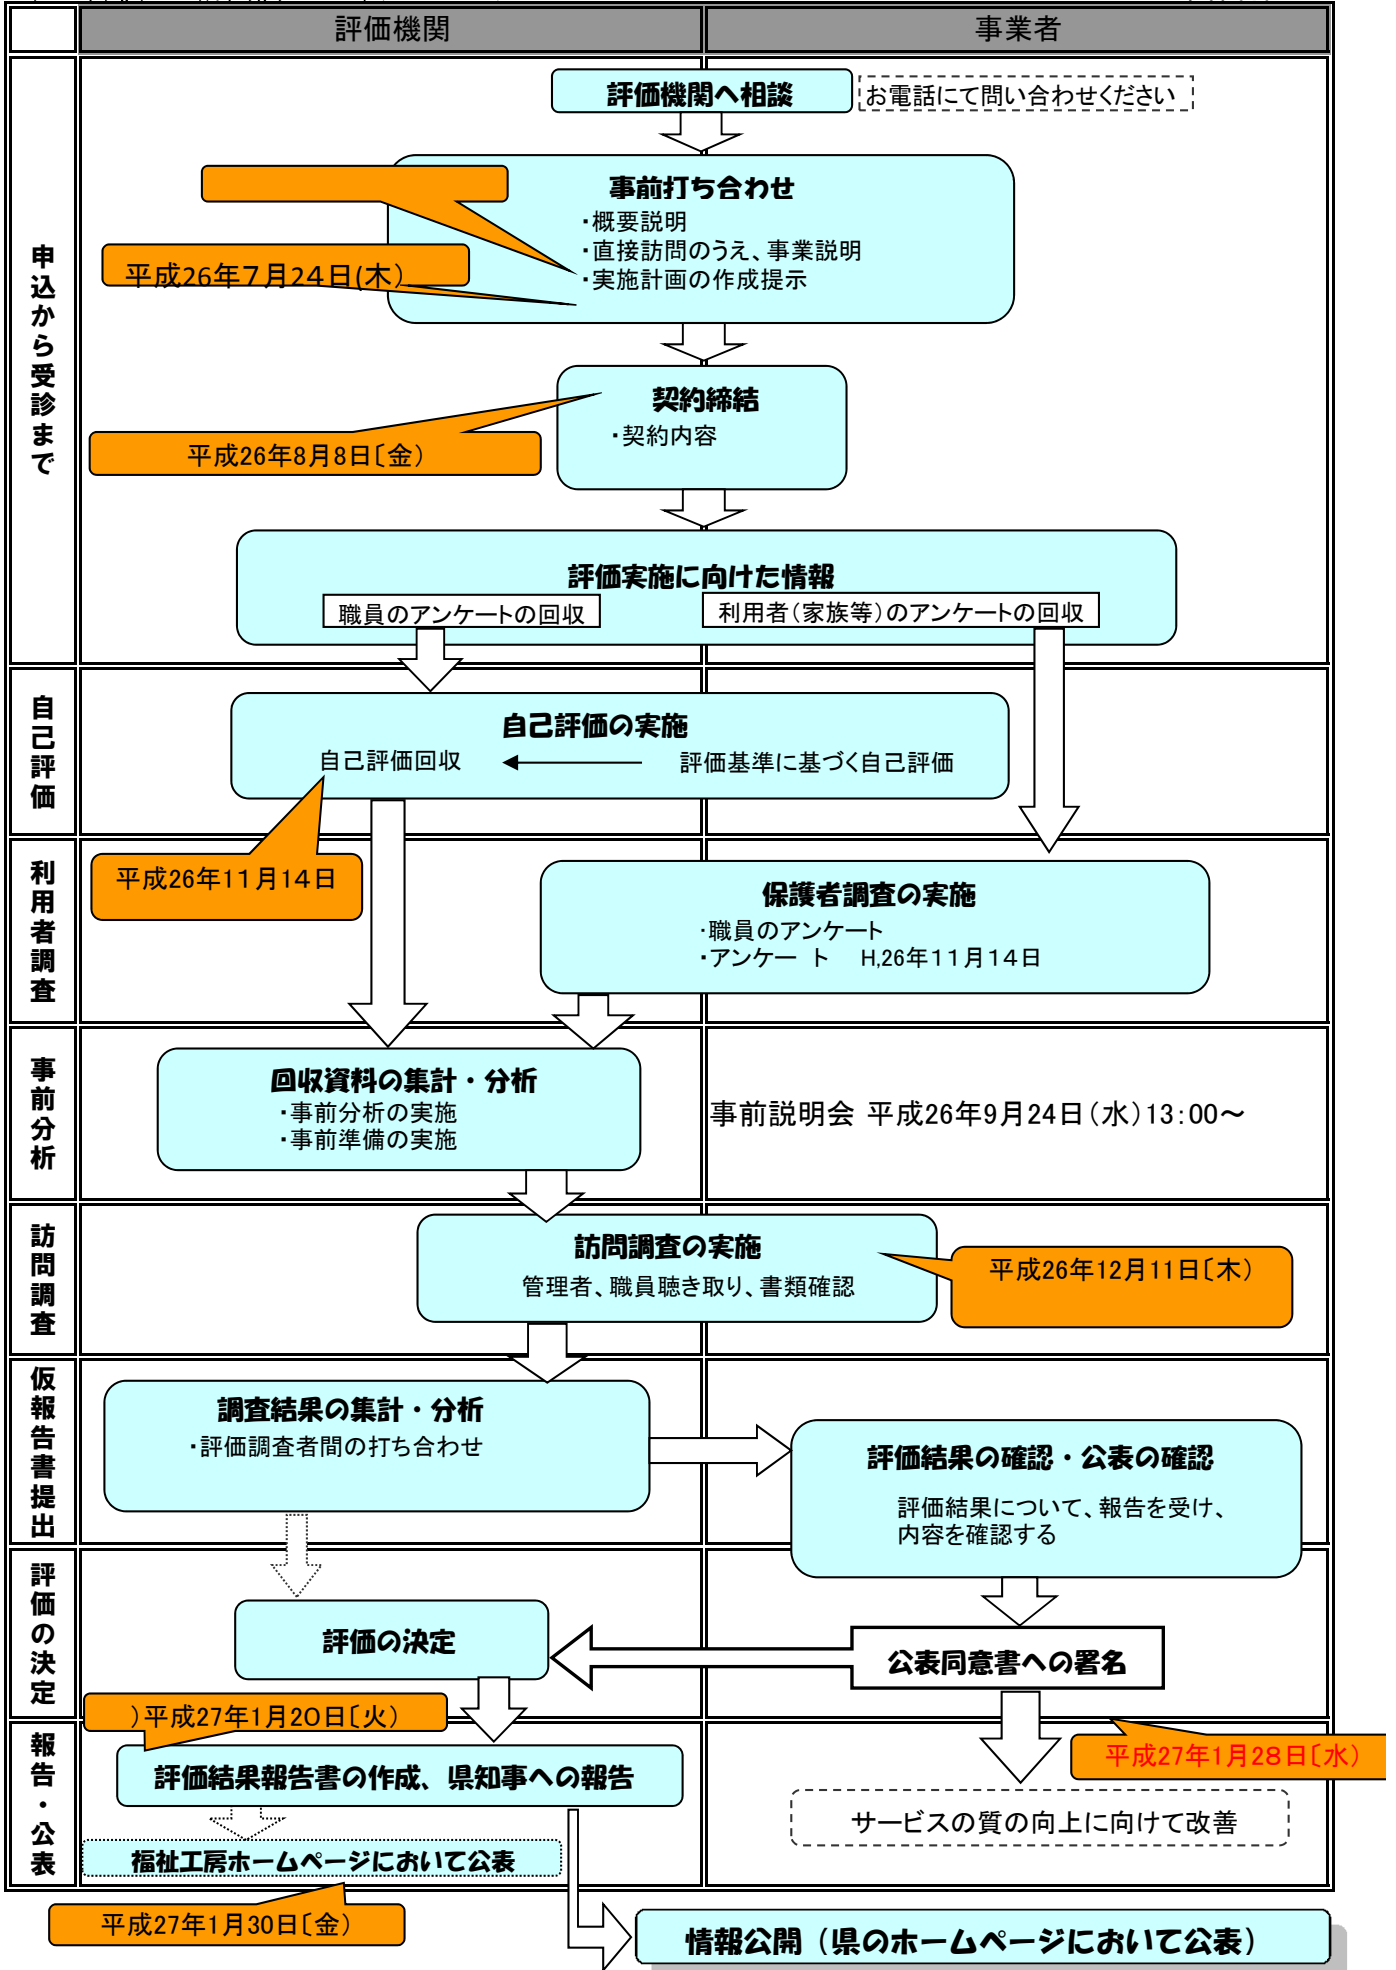 評価機関
事業者
申込から受診まで
評価機関へ相談
お電話にて問い合わせください
事前打ち合わせ
・概要説明
・直接訪問のうえ、事業説明
・実施計画の作成提示
平成26年7月24日(木)
契約締結
・契約内容
平成26年8月8日〔金）
評価実施に向けた情報
職員のアンケートの回収
利用者（家族等）のアンケートの回収
自己評価
自己評価の実施
自己評価回収
評価基準に基づく自己評価
平成26年11月14日
利用者調査
保護者調査の実施
・職員のアンケート
・アンケー ト H,26年11月14日
事前分析
回収資料の集計・分析
・事前分析の実施
・事前準備の実施
事前説明会 平成26年9月24日（水）13：00～
訪問調査
訪問調査の実施
管理者、職員聴き取り、書類確認
平成26年12月11日〔木）
仮報告書提出
調査結果の集計・分析
・評価調査者間の打ち合わせ
評価結果の確認・公表の確認
評価結果について、報告を受け、
内容を確認する
評価の決定
評価の決定
公表同意書への署名
）平成27年1月20日〔火）
報告・公表
平成27年1月28日〔水）
評価結果報告書の作成、県知事への報告
サービスの質の向上に向けて改善
福祉工房ホームページにおいて公表
平成27年1月30日〔金）
情報公開（県のホームページにおいて公表）